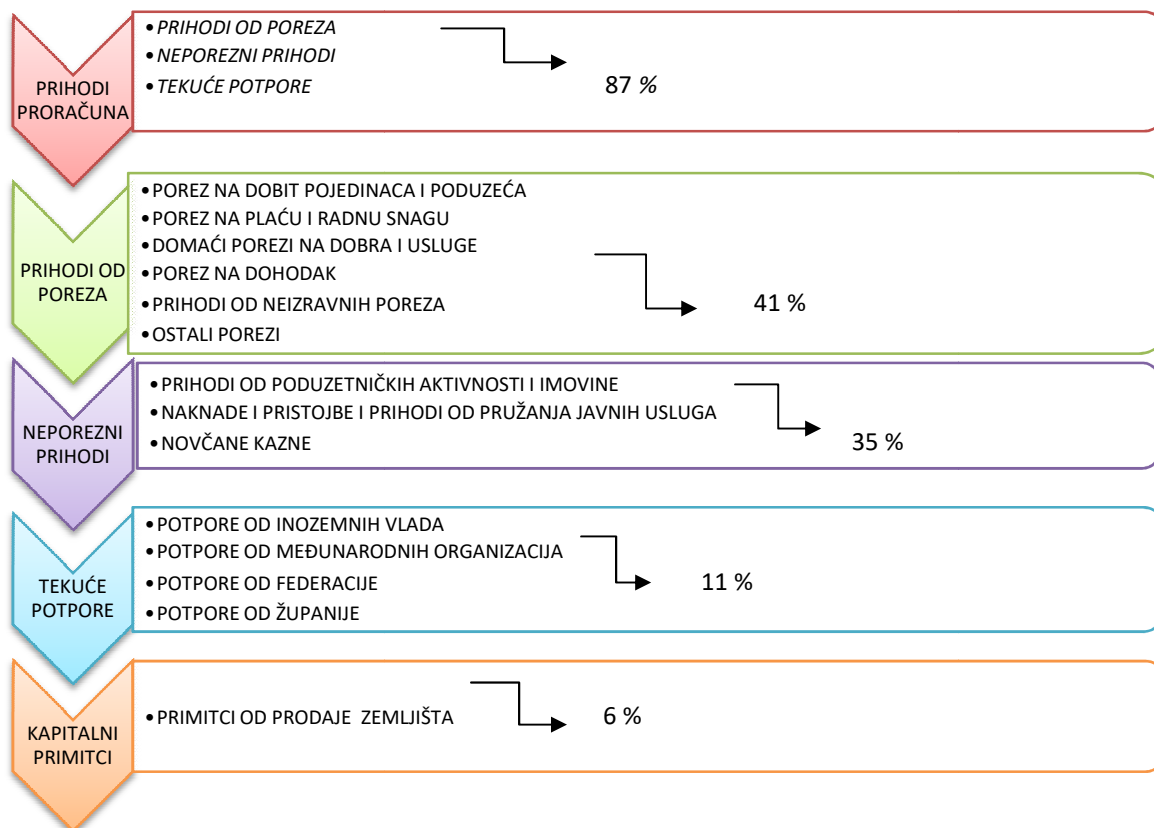 PRIHODI
PRORAČUNA
•PRIHODI OD POREZA
•NEPOREZNI PRIHODI
•TEKUĆE POTPORE
87 %
PRIHODI OD
POREZA
•POREZ NA DOBIT POJEDINACA I PODUZEĆA
•POREZ NA PLAĆU I RADNU SNAGU
•DOMAĆI POREZI NA DOBRA I USLUGE
•POREZ NA DOHODAK
•PRIHODI OD NEIZRAVNIH POREZA
•OSTALI POREZI
41 %
NEPOREZNI
PRIHODI
•PRIHODI OD PODUZETNIČKIH AKTIVNOSTI I IMOVINE
•NAKNADE I PRISTOJBE I PRIHODI OD PRUŽANJA JAVNIH USLUGA
•NOVČANE KAZNE
35 %
TEKUĆE
POTPORE
•POTPORE OD INOZEMNIH VLADA
•POTPORE OD MEĐUNARODNIH ORGANIZACIJA
•POTPORE OD FEDERACIJE
•POTPORE OD ŽUPANIJE
11 %
KAPITALNI
PRIMITCI
•PRIMITCI OD PRODAJE ZEMLJIŠTA
6 %